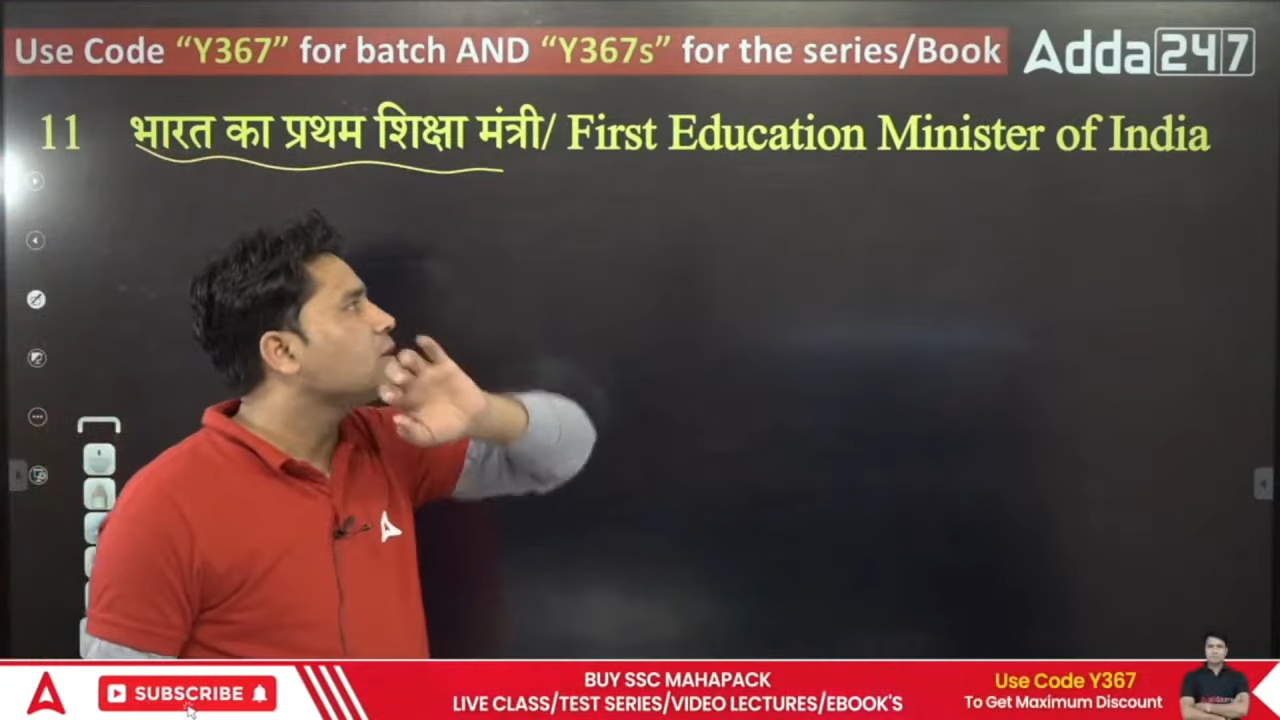 Use Code “Y367” for batch AND “Y367s” for the series/Book
Adda247
11 भारत का प्रथम शिक्षा मंत्री/ First Education Minister of India
BUY SSC MAHAPACK
SUBSCRIBE
LIVE CLASS/TEST SERIES/VIDEO LECTURES/EBOOK'S
Use Code Y367
To Get Maximum Discount